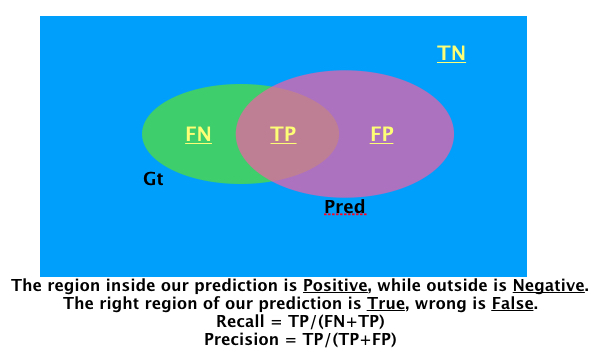 TN
FN TP FP
Gt
Pred
The region inside our prediction is Positive, while outside is Negative.
The right region of our prediction is True, wrong is False.
Recall = TP/(FN+TP)
Precision = TP/(TP+FP)